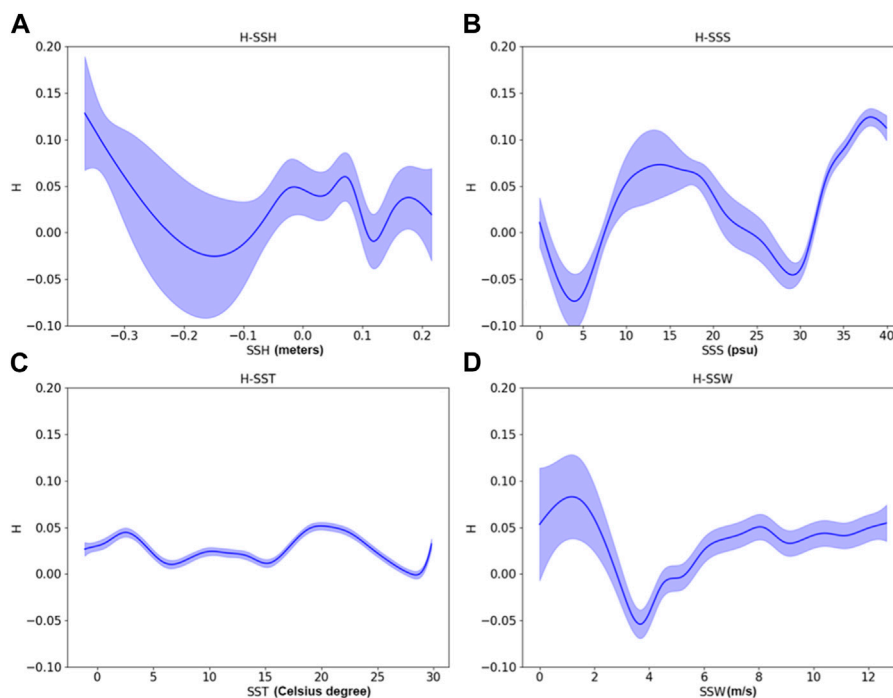 A
H-SSH
0.20
0.15
0.10
0.05
0.00
−0.05
−0.10
H
−0.3 −0.2 −0.1 0.0 0.1 0.2
SSH (meters)
B
H-SSS
0.20
0.15
0.10
0.05
0.00
−0.05
−0.10
H
0 5 10 15 20 25 30 35 40
SSS (psu)
C
H-SST
0.20
0.15
0.10
0.05
0.00
−0.05
−0.10
H
0 5 10 15 20 25 30
SST (Celsius degree)
D
H-SSW
0.20
0.15
0.10
0.05
0.00
−0.05
−0.10
H
0 2 4 6 8 10 12
SSW(m/s)